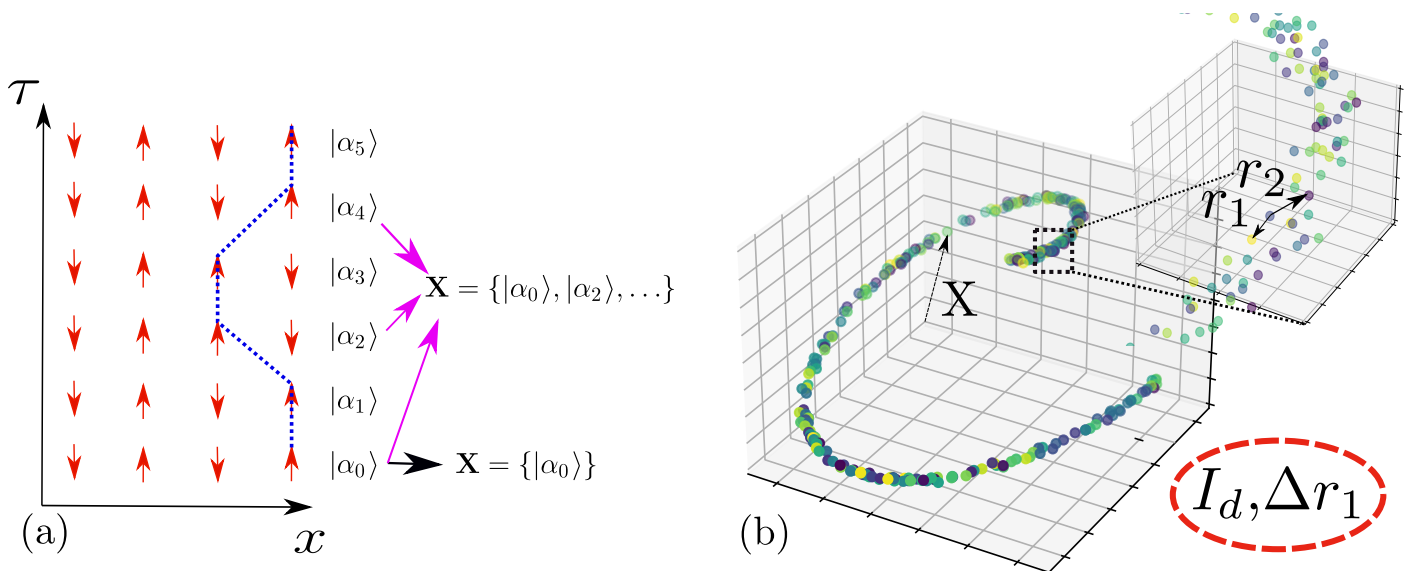 τ
|α₅⟩
|α₄⟩
|α₃⟩
|α₂⟩
|α₁⟩
|α₀⟩
X = {|α₀⟩, |α₂⟩, . . .}
X = {|α₀⟩}
(a)
x
r₁
r₂
X
(b)
I_d, Δr₁